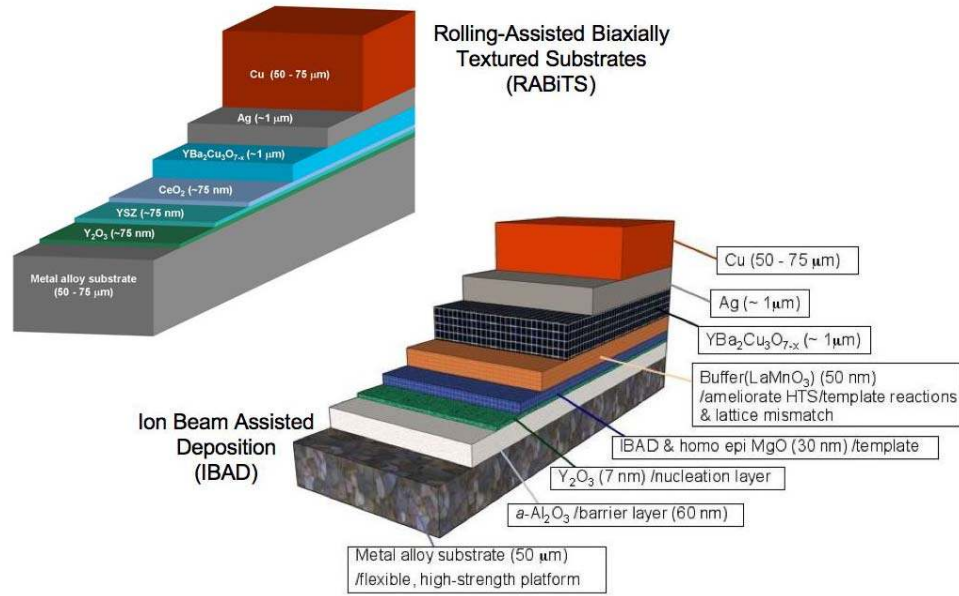 Rolling-Assisted Biaxially
Textured Substrates
(RABiTS)
Cu (50 - 75 µm)
Ag (~1 µm)
YBa₂Cu₃O₇₋ₓ (~1 µm)
CeO₂ (~75 nm)
YSZ (~75 nm)
Y₂O₃ (~75 nm)
Metal alloy substrate
(50 - 75 µm)
Ion Beam Assisted
Deposition
(IBAD)
Cu (50 - 75 µm)
Ag (~ 1µm)
YBa₂Cu₃O₇₋ₓ (~ 1µm)
Buffer(LaMnO₃) (50 nm)
/ameliorate HTS/template reactions
& lattice mismatch
IBAD & homo epi MgO (30 nm) /template
Y₂O₃ (7 nm) /nucleation layer
a-Al₂O₃ /barrier layer (60 nm)
Metal alloy substrate (50 µm)
/flexible, high-strength platform